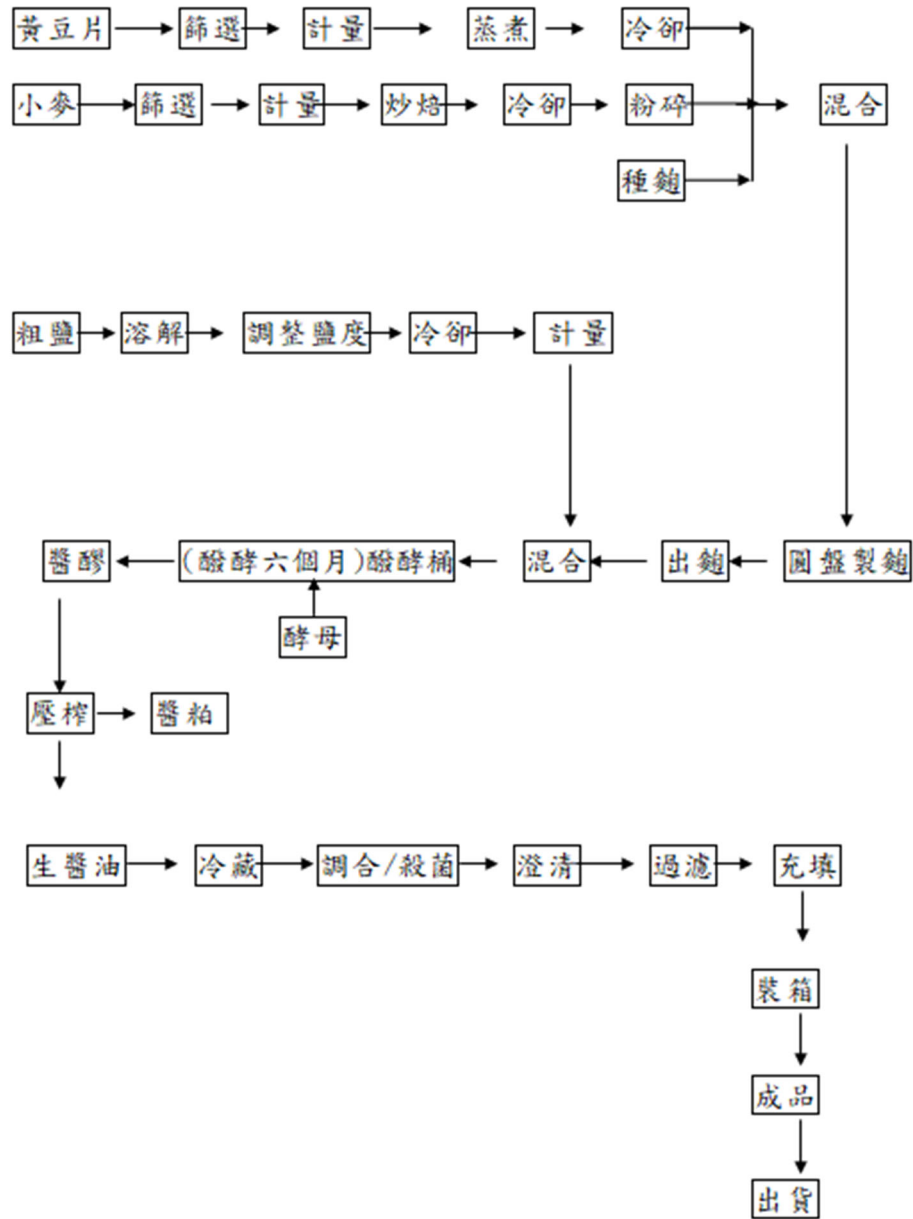 黃豆片 篩選 計量 蒸煮 冷卻
小麥 篩選 計量 炒焙 冷卻 粉碎 混合
種麴
粗鹽 溶解 調整鹽度 冷卻 計量
醬醪 (醱酵六個月)醱酵桶 混合 出麴 圓盤製麴
酵母
壓榨 醬粕
生醬油 冷藏 調合/殺菌 澄清 過濾 充填
裝箱
成品
出貨